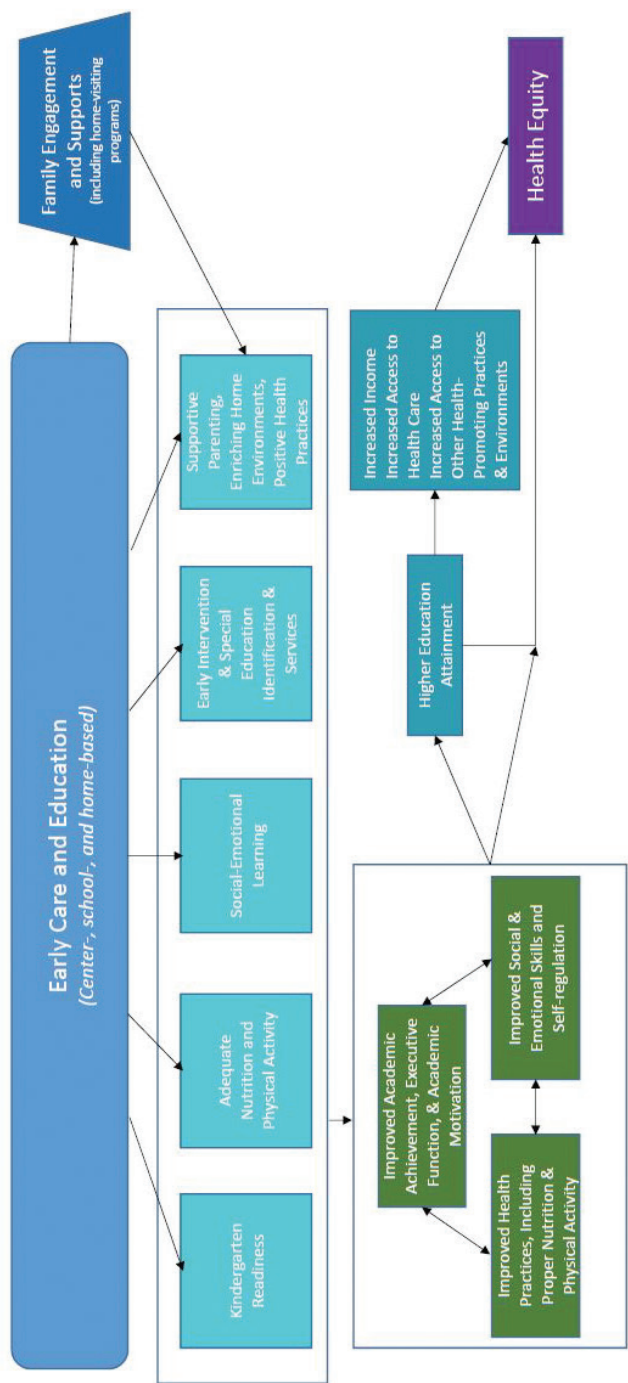 Early Care and Education
(Center-, school-, and home-based)
Family Engagement
and Supports
(including home-visiting
programs)
Kindergarten
Readiness
Adequate
Nutrition and
Physical Activity
Social-Emotional
Learning
Early Intervention
& Special
Education
Identification &
Services
Supportive
Parenting,
Enriching Home
Environments,
Positive Health
Practices
Improved Academic
Achievement, Executive
Function, & Academic
Motivation
Improved Health
Practices, Including
Proper Nutrition &
Physical Activity
Improved Social &
Emotional Skills and
Self-regulation
Higher Education
Attainment
Increased Income
Increased Access to
Health Care
Increased Access to
Other Health-
Promoting Practices
& Environments
Health Equity